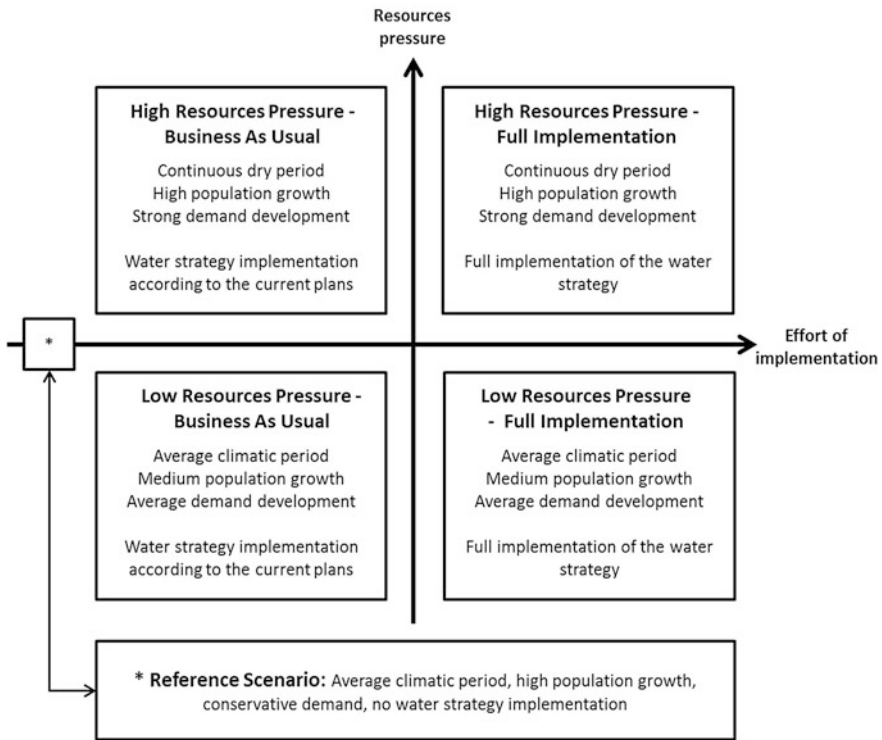 Resources
pressure
High Resources Pressure -
Business As Usual
Continuous dry period
High population growth
Strong demand development
Water strategy implementation
according to the current plans
High Resources Pressure -
Full Implementation
Continuous dry period
High population growth
Strong demand development
Full implementation of the water
strategy
*
Effort of
implementation
Low Resources Pressure -
Business As Usual
Average climatic period
Medium population growth
Average demand development
Water strategy implementation
according to the current plans
Low Resources Pressure
- Full Implementation
Average climatic period
Medium population growth
Average demand development
Full implementation of the water
strategy
* Reference Scenario: Average climatic period, high population growth,
conservative demand, no water strategy implementation